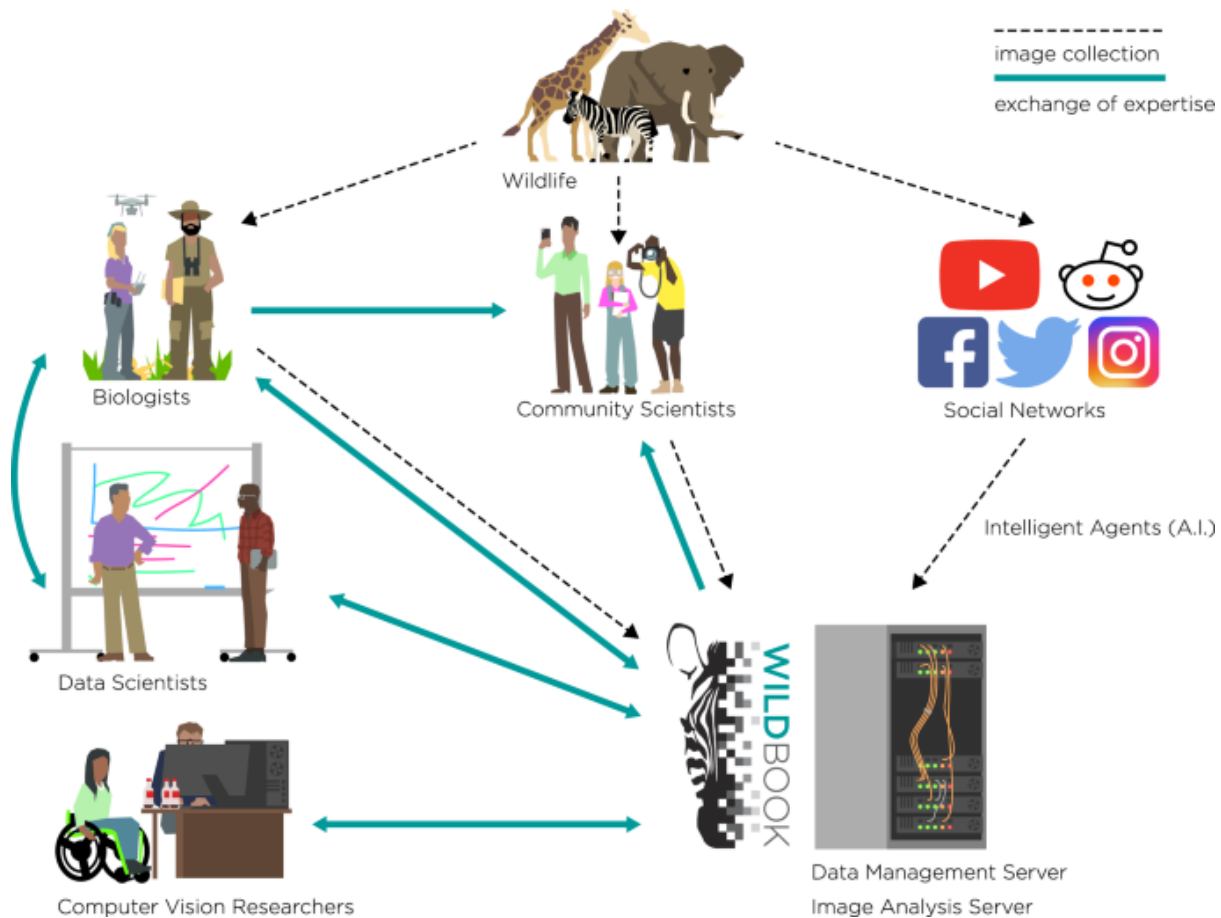 image collection
exchange of expertise
Wildlife
Biologists
Community Scientists
Social Networks
Intelligent Agents (A.I.)
Data Scientists
WILDBOOK
Computer Vision Researchers
Data Management Server
Image Analysis Server